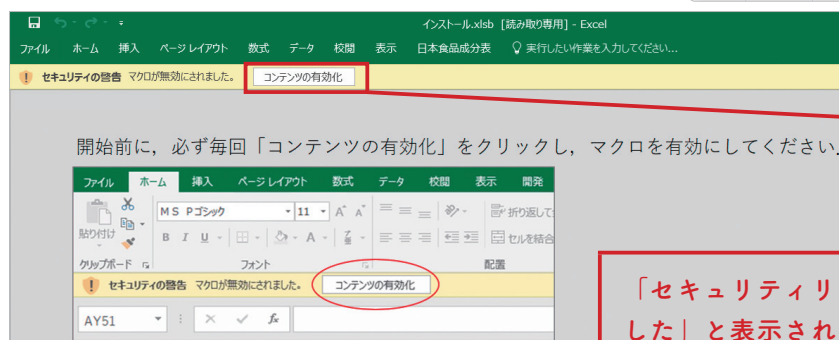 インストール.xlsb [読み取り専用] - Excel
ファイル ホーム 挿入 ページ レイアウト 数式 データ 校閲 表示 日本食品成分表 実行したい作業を入力してください...
セキュリティの警告 マクロが無効にされました。 コンテンツの有効化
開始前に，必ず毎回「コンテンツの有効化」をクリックし，マクロを有効にしてください
ファイル ホーム 挿入 ページ レイアウト 数式 データ 校閲 表示 開発
貼り付け MS Pゴシック 11 A A 折り返して
B I U A セルを結合
クリップボード フォント 配置
セキュリティの警告 マクロが無効にされました。 コンテンツの有効化
AY51 fx
「セキュリティリ
した」と表示され